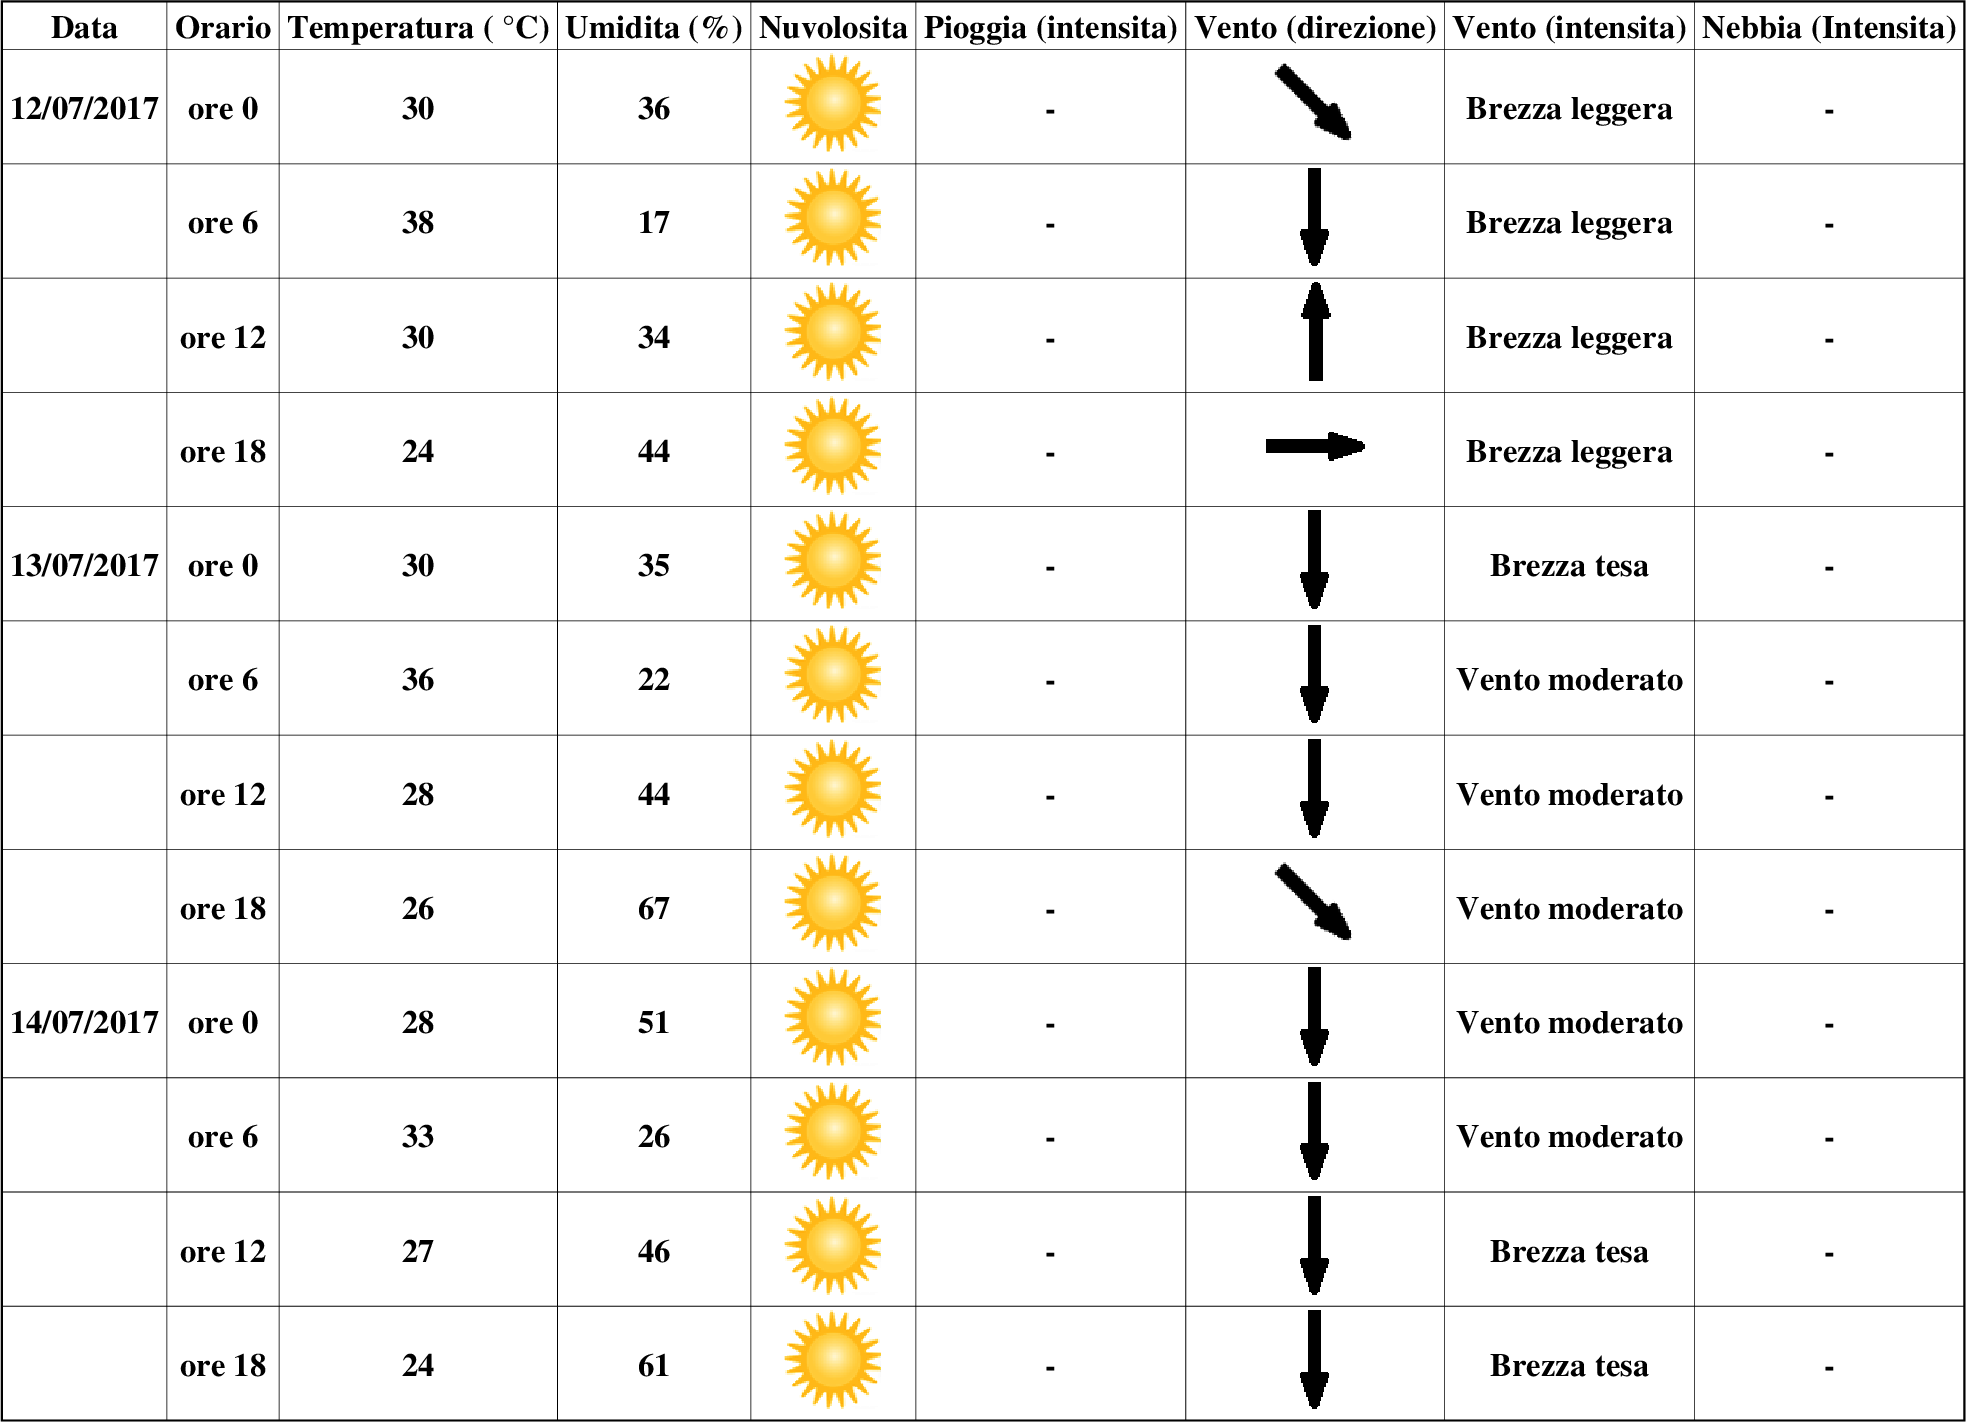 Data Orario Temperatura ( °C) Umidita (%) Nuvolosita Pioggia (intensita) Vento (direzione) Vento (intensita) Nebbia (Intensita)
12/07/2017 ore 0 30 36 - Brezza leggera -
ore 6 38 17 - Brezza leggera -
ore 12 30 34 - Brezza leggera -
ore 18 24 44 - Brezza leggera -
13/07/2017 ore 0 30 35 - Brezza tesa -
ore 6 36 22 - Vento moderato -
ore 12 28 44 - Vento moderato -
ore 18 26 67 - Vento moderato -
14/07/2017 ore 0 28 51 - Vento moderato -
ore 6 33 26 - Vento moderato -
ore 12 27 46 - Brezza tesa -
ore 18 24 61 - Brezza tesa -